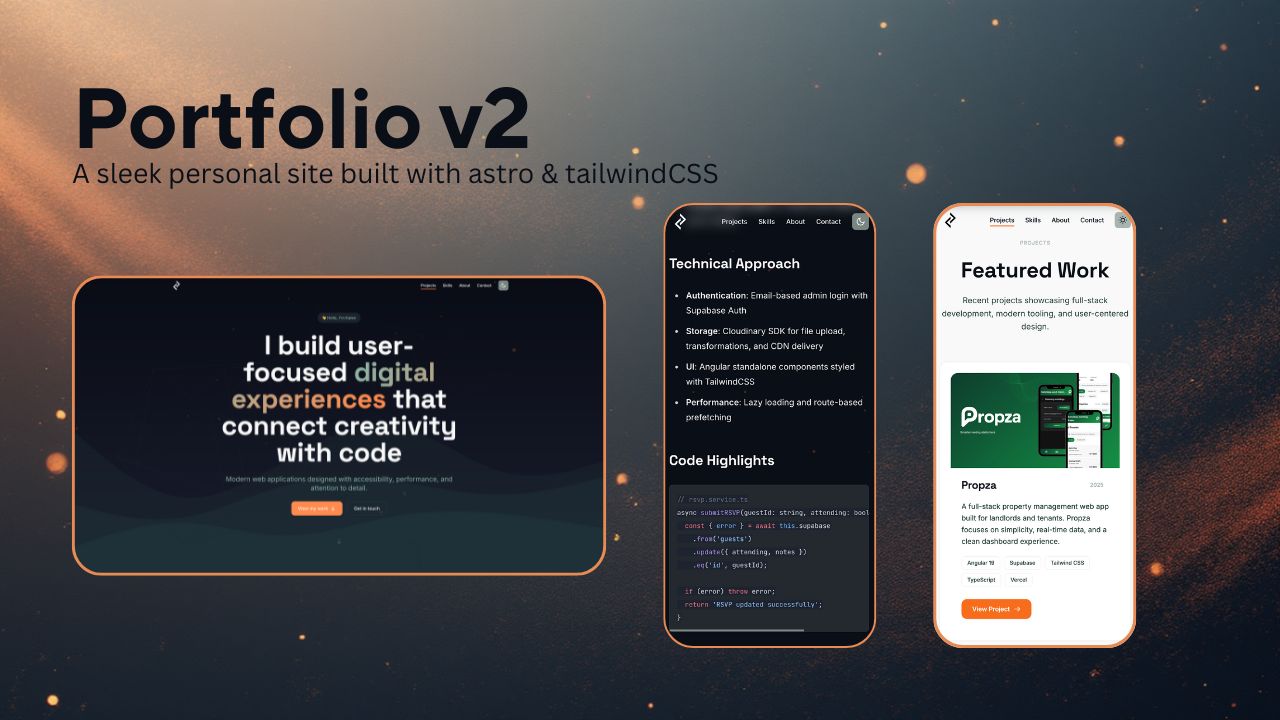 Portfolio v2
A sleek personal site built with astro & tailwindCSS
Projects Skills About Contact
I build user-
focused digital
experiences that
connect creativity
with code
Modern web applications designed with accessibility, performance, and
attention to detail.
View my work ↓ Get in touch
Projects Skills About Contact
Technical Approach
• Authentication: Email-based admin login with
Supabase Auth
• Storage: Cloudinary SDK for file upload,
transformations, and CDN delivery
• UI: Angular standalone components styled
with TailwindCSS
• Performance: Lazy loading and route-based
prefetching
Code Highlights
// rsvp.service.ts
async submitRSVP(guestId: string, attending: bool
const { error } = await this.supabase
.from('guests')
.update({ attending, notes })
.eq('id', guestId);
if (error) throw error;
return 'RSVP updated successfully';
}
Projects Skills About Contact
PROJECTS
Featured Work
Recent projects showcasing full-stack
development, modern tooling, and user-centered
design.
Propza
Propza 2025
A full-stack property management web app
built for landlords and tenants. Propza
focuses on simplicity, real-time data, and a
clean dashboard experience.
Angular 19 Supabase Tailwind CSS
TypeScript Vercel
View Project →